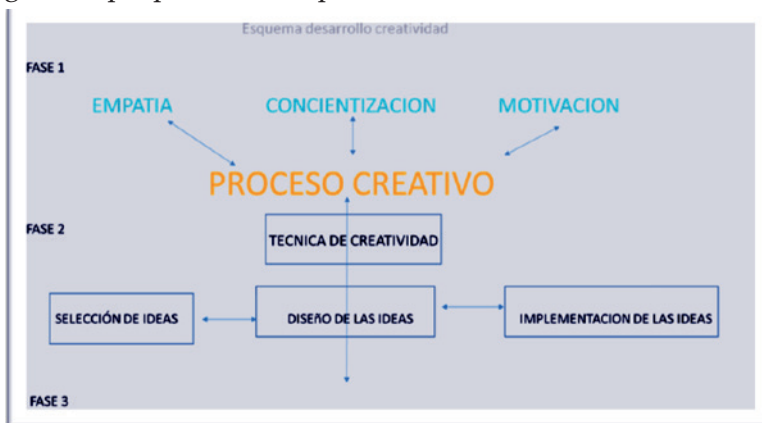 Esquema desarrollo creatividad
FASE 1
EMPATIA CONCIENTIZACION MOTIVACION
PROCESO CREATIVO
FASE 2
TECNICA DE CREATIVIDAD
SELECCIÓN DE IDEAS DISEñO DE LAS IDEAS IMPLEMENTACION DE LAS IDEAS
FASE 3